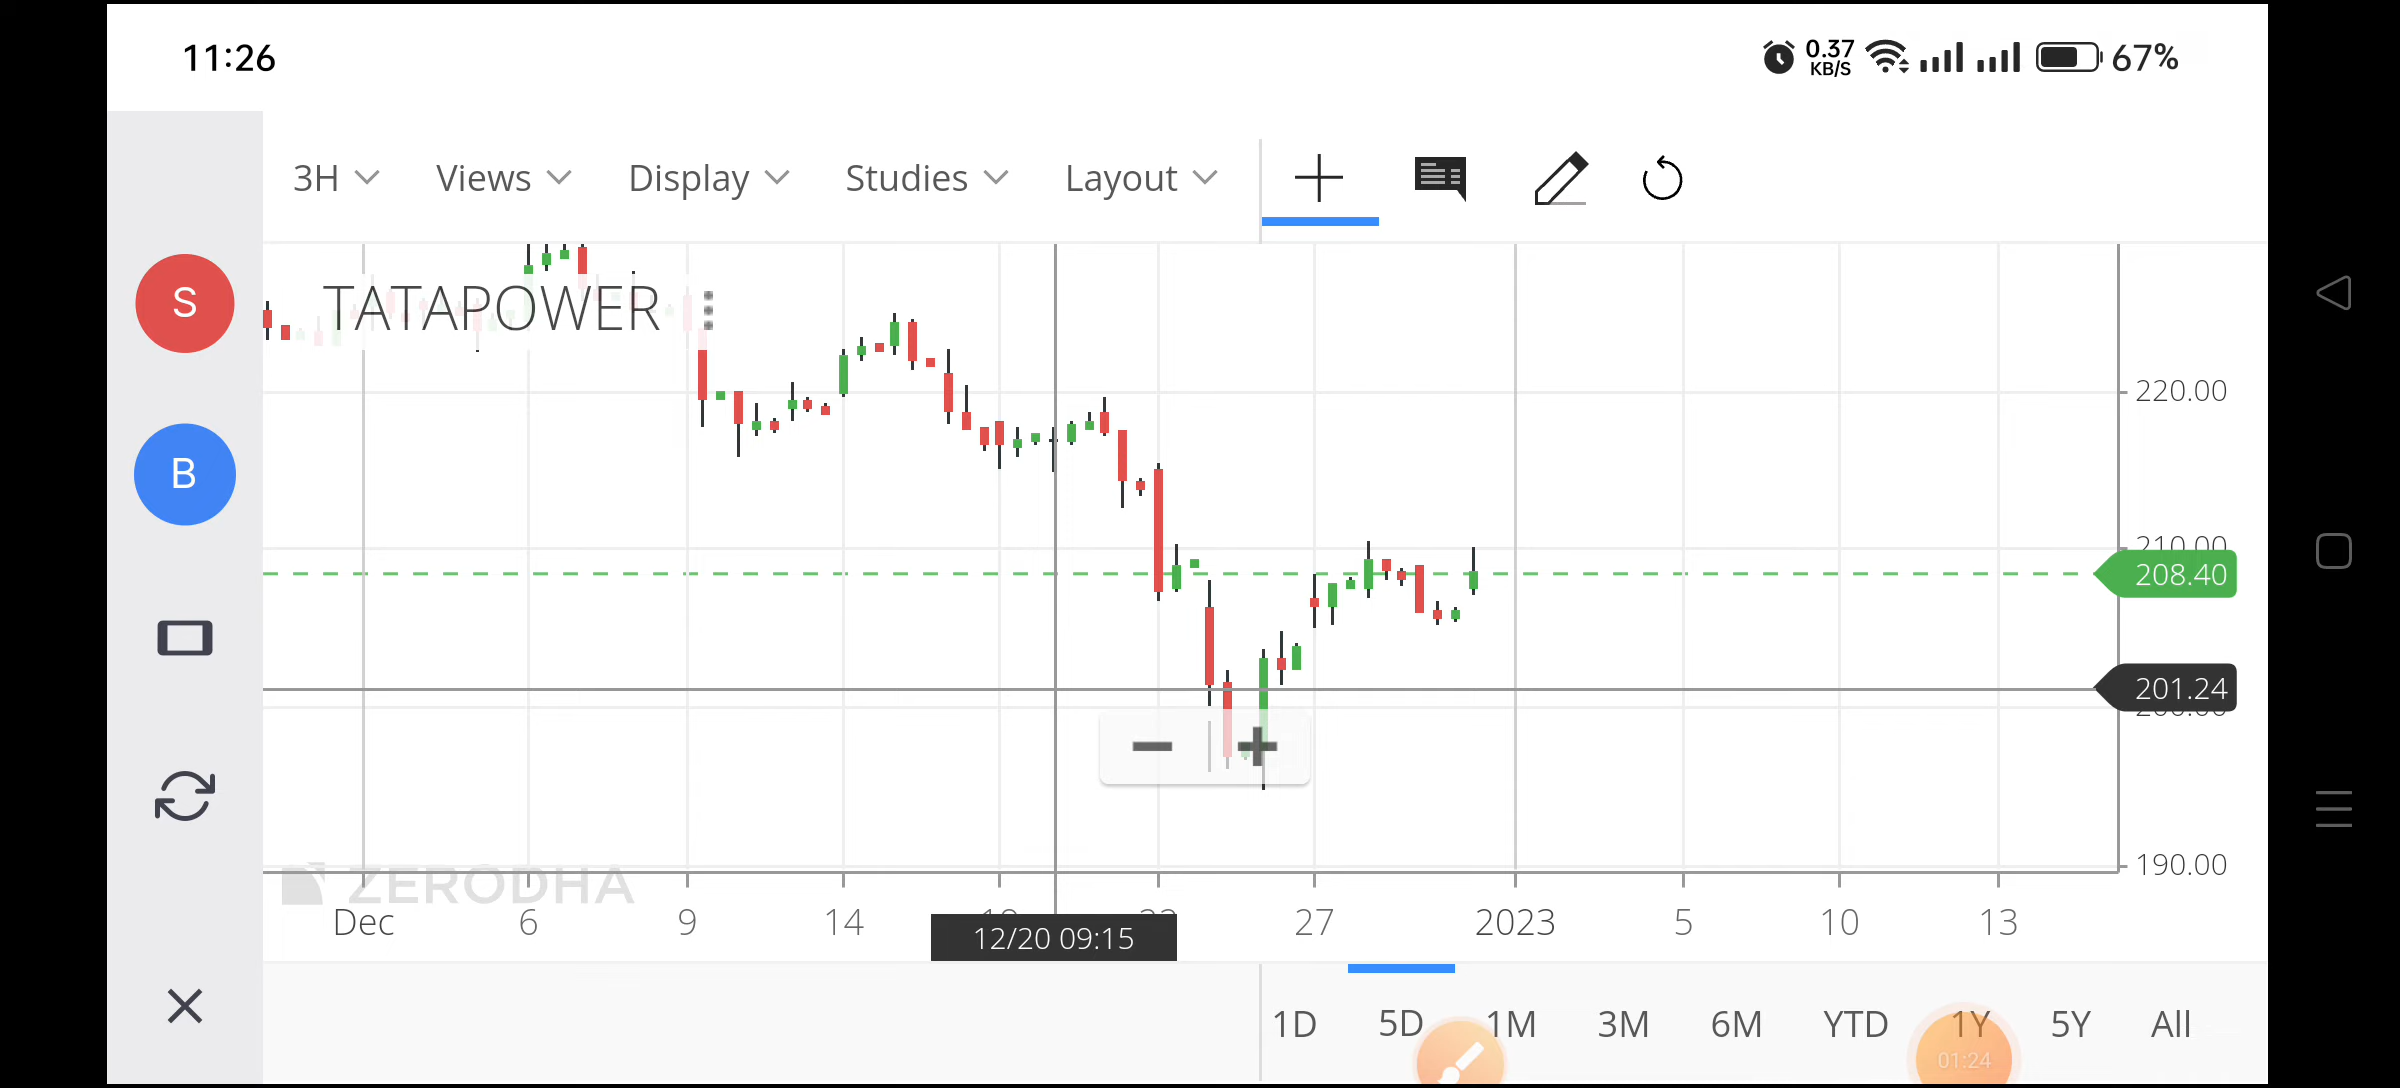 11:26
0.37
KB/S
67%
3H Views Display Studies Layout
S
TATAPOWER
220.00
B
210.00
208.40
201.24
190.00
ZERODHA
Dec 6 9 14 27 2023 5 10 13
12/20 09:15
1D 5D 1M 3M 6M YTD 1Y 5Y All
01:24